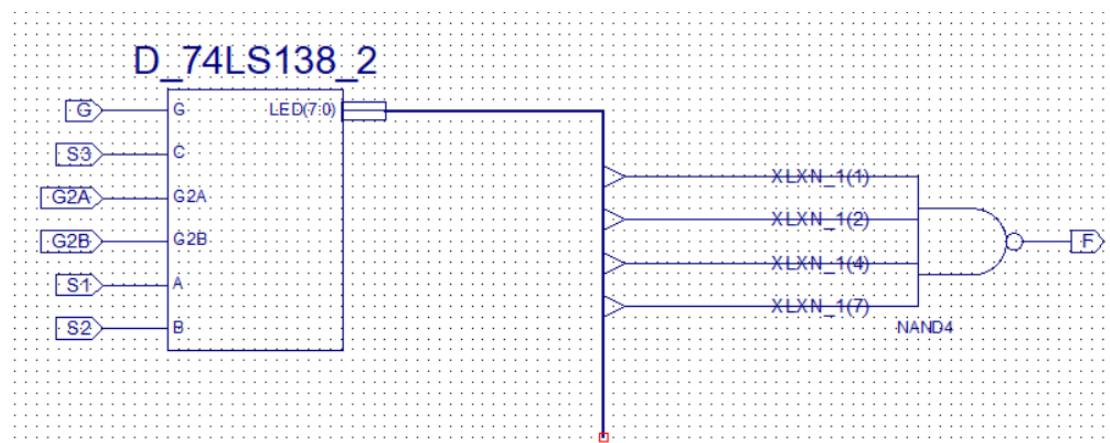 D_74LS138_2
G G LED(7:0)
S3 C
G2A G2A
G2B G2B
S1 A
S2 B
XLXN_1(1)
XLXN_1(2)
XLXN_1(4)
XLXN_1(7)
NAND4
F